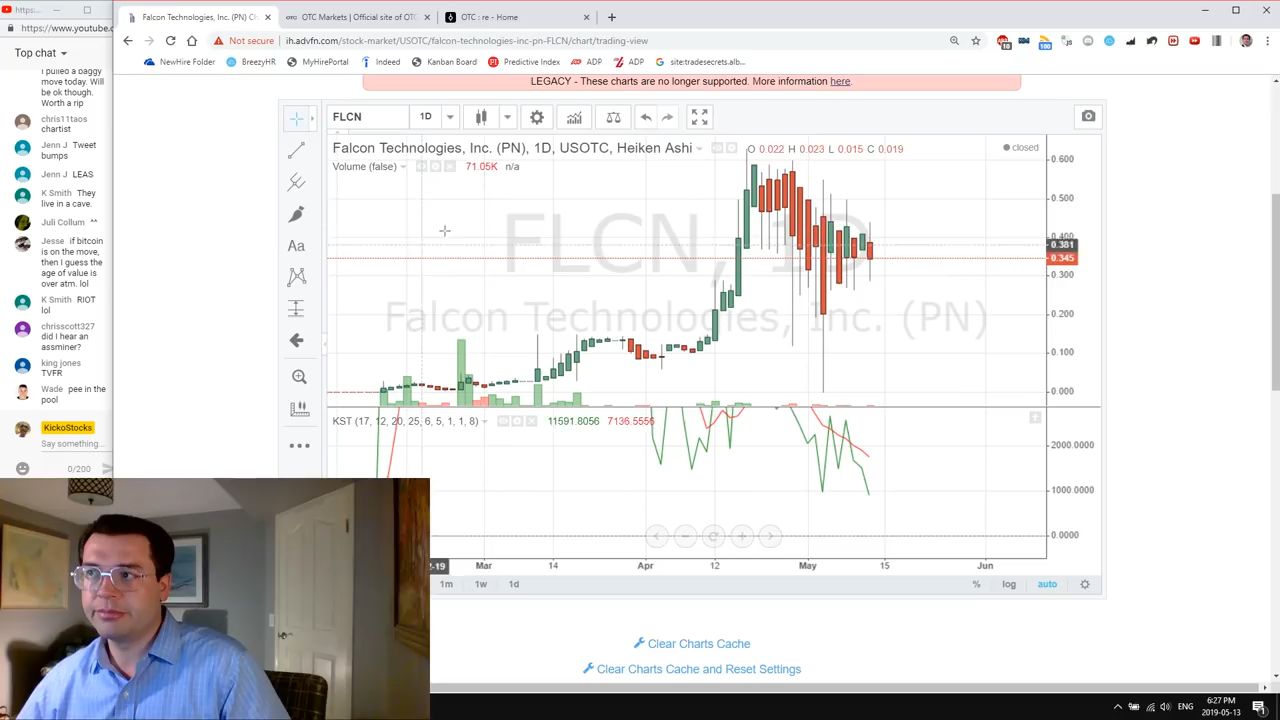 https://
https://www.youtube.c
Top chat
I pulled a baggy
move today. Will
be ok though.
Worth a rip
chris11taos
chartist
Jenn J Tweet
bumps
Jenn J LEAS
K Smith They
live in a cave.
Juli Collum ^^
Jesse if bitcoin
is on the move,
then I guess the
age of value is
over atm. lol
K Smith RIOT
lol
chrisscott327
did I hear an
assminer?
king jones
TVFR
Wade pee in the
pool
KickoStocks
Say something...
0/200
Falcon Technologies, Inc. (PN) C
OTC Markets | Official site of OTC
OTC : re - Home
Not secure
ih.advfn.com/stock-market/USOTC/falcon-technologies-inc-pn-FLCN/chart/trading-view
NewHire Folder
BreezyHR
MyHirePortal
Indeed
Kanban Board
Predictive Index
ADP
ADP
site:tradesecrets.alb...
LEGACY - These charts are no longer supported. More information here.
FLCN
1D
Falcon Technologies, Inc. (PN), 1D, USOTC, Heiken Ashi
O 0.022 H 0.023 L 0.015 C 0.019
closed
Volume (false)
71.05K n/a
FLCN, 1D
Falcon Technologies, Inc. (PN)
Aa
0.600
0.500
0.400
0.381
0.345
0.300
0.200
0.100
0.000
KST (17, 12, 20, 25, 6, 5, 1, 1, 8)
11591.8056 7136.5556
2000.0000
1000.0000
0.0000
2-19
Mar
14
Apr
12
May
15
Jun
1m
1w
1d
%
log
auto
Clear Charts Cache
Clear Charts Cache and Reset Settings
ENG
6:27 PM
2019-05-13